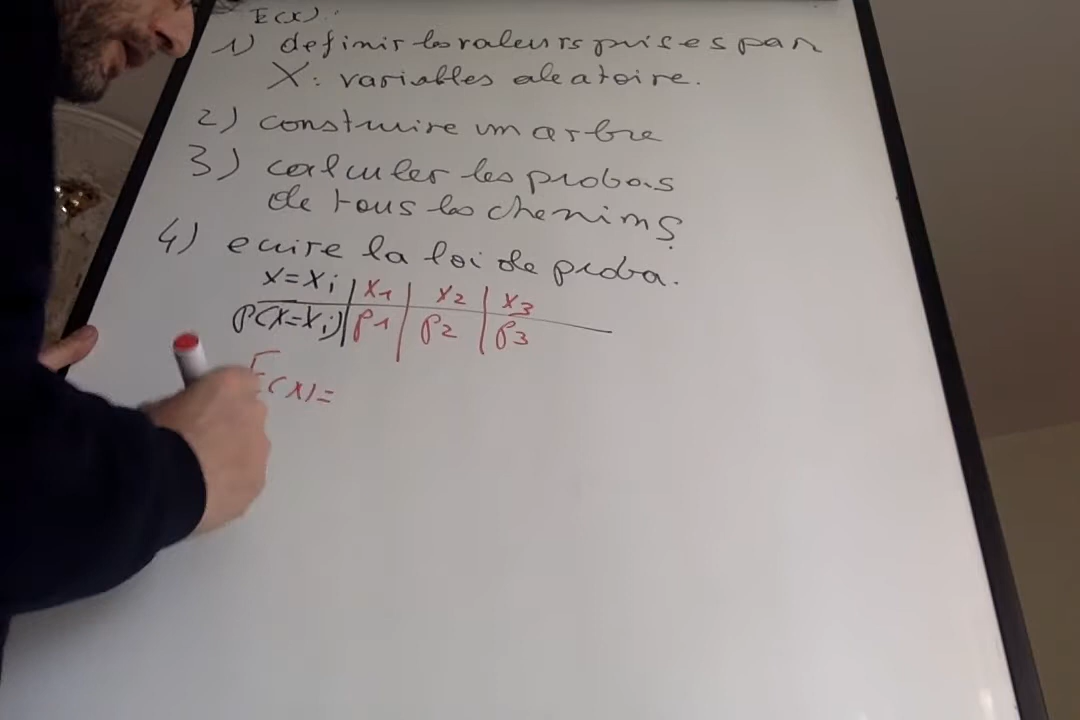 E(X):
1) definir les valeurs prises par
X: variables aleatoire.
2) construire un arbre
3) calculer les probas
de tous les chemins
4) ecrire la loi de proba.
X=Xi | X1 | X2 | X3
P(X=Xi) | P1 | P2 | P3
E(X)=